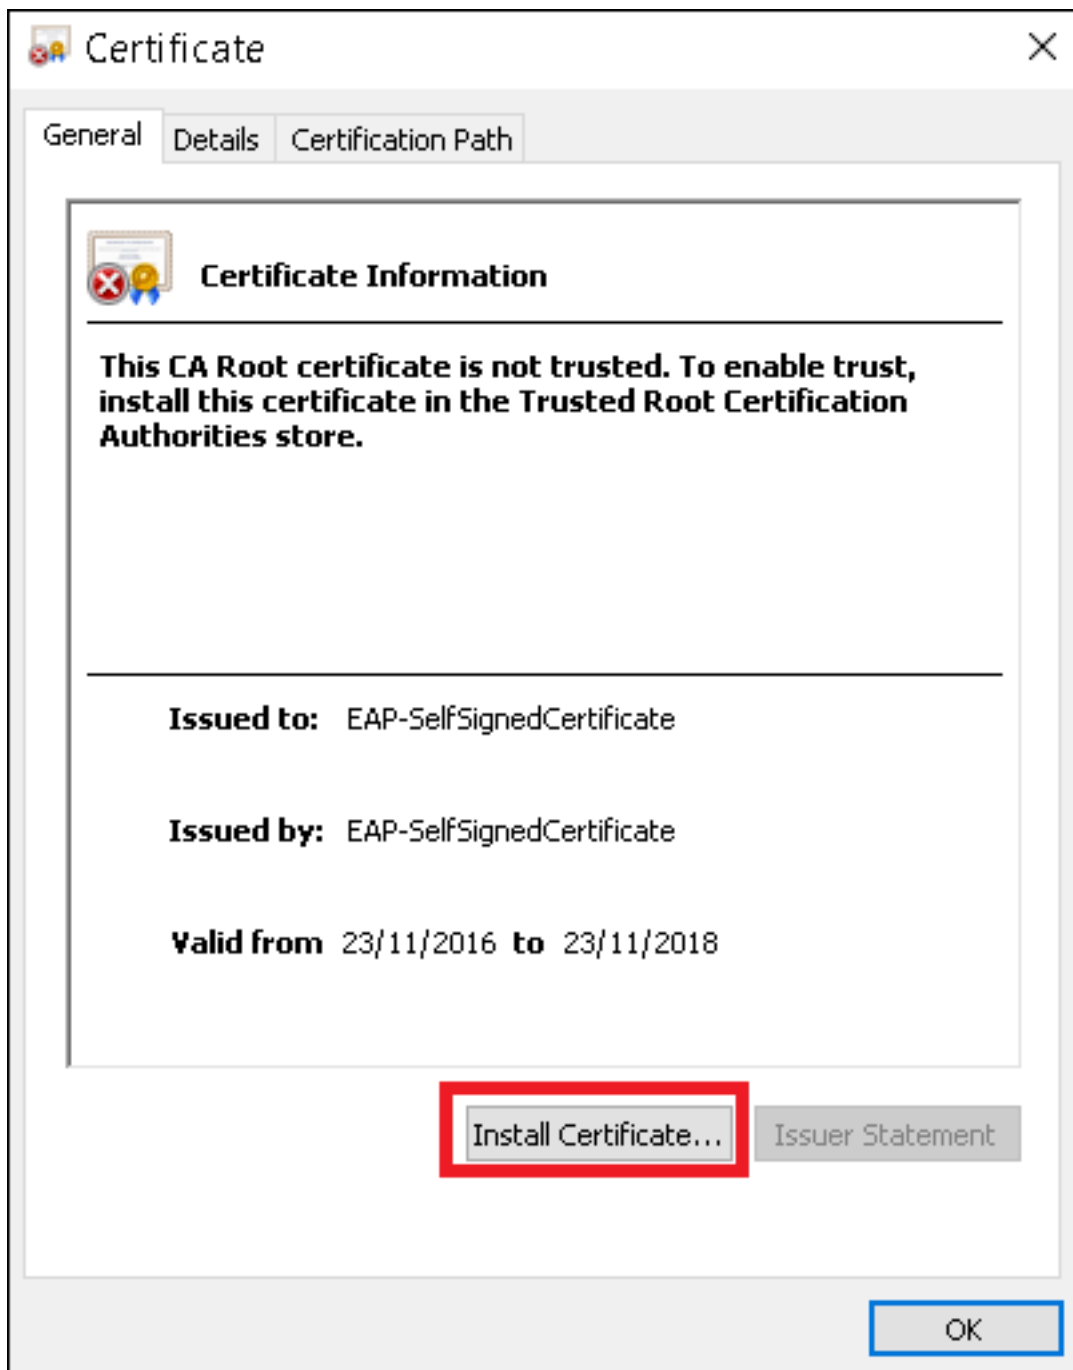 Certificate
General Details Certification Path
Certificate Information
This CA Root certificate is not trusted. To enable trust,
install this certificate in the Trusted Root Certification
Authorities store.
Issued to: EAP-SelfSignedCertificate
Issued by: EAP-SelfSignedCertificate
Valid from 23/11/2016 to 23/11/2018
Install Certificate... Issuer Statement
OK